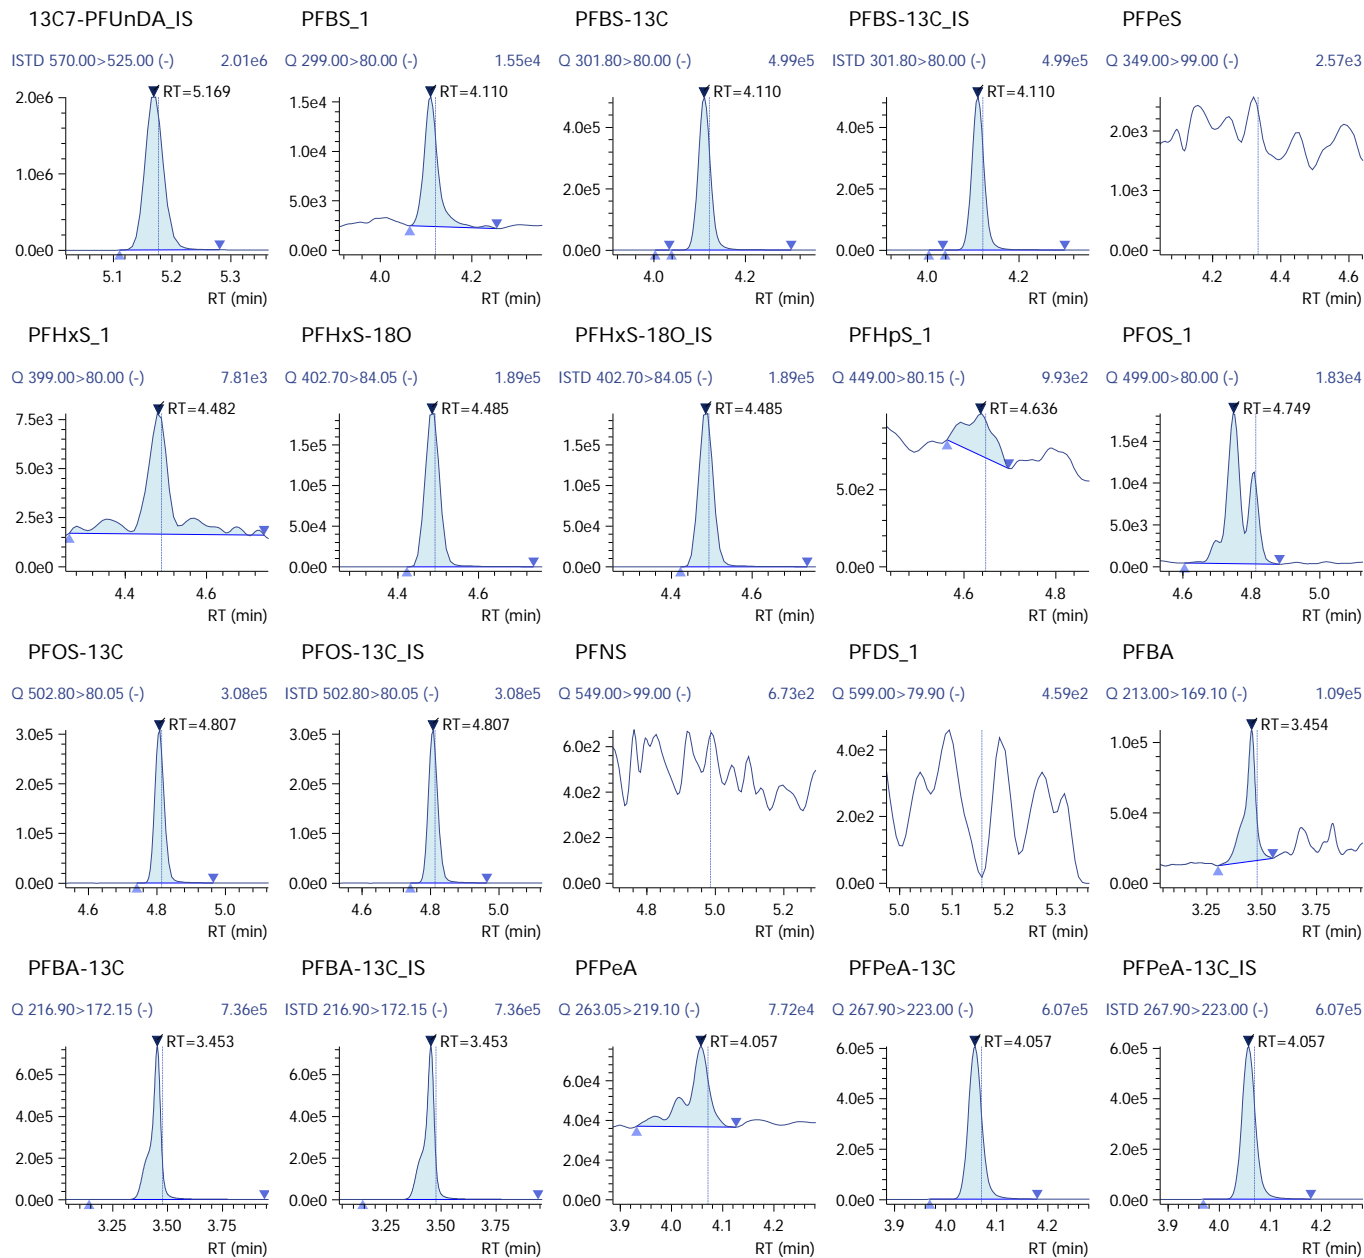 13C7-PFUnDA_IS PFBS_1 PFBS-13C PFBS-13C_IS PFPeS
ISTD 570.00>525.00 (-) 2.01e6 Q 299.00>80.00 (-) 1.55e4 Q 301.80>80.00 (-) 4.99e5 ISTD 301.80>80.00 (-) 4.99e5 Q 349.00>99.00 (-) 2.57e3
2.0e6 RT=5.169 1.5e4 RT=4.110 RT=4.110 RT=4.110
4.0e5 4.0e5 2.0e3
1.0e6 1.0e4
2.0e5 2.0e5 1.0e3
5.0e3
0.0e0 0.0e0 0.0e0 0.0e0 0.0e0
5.1 5.2 5.3 4.0 4.2 4.0 4.2 4.0 4.2 4.2 4.4 4.6
RT (min) RT (min) RT (min) RT (min) RT (min)
PFHxS_1 PFHxS-18O PFHxS-18O_IS PFHpS_1 PFOS_1
Q 399.00>80.00 (-) 7.81e3 Q 402.70>84.05 (-) 1.89e5 ISTD 402.70>84.05 (-) 1.89e5 Q 449.00>80.15 (-) 9.93e2 Q 499.00>80.00 (-) 1.83e4
7.5e3 RT=4.482 RT=4.485 RT=4.485 RT=4.636 RT=4.749
1.5e5 1.5e5 1.5e4
5.0e3 1.0e5 1.0e5 1.0e4
2.5e3 5.0e4 5.0e4 5.0e2 5.0e3
0.0e0 0.0e0 0.0e0 0.0e0 0.0e0
4.4 4.6 4.4 4.6 4.4 4.6 4.6 4.8 4.6 4.8 5.0
RT (min) RT (min) RT (min) RT (min) RT (min)
PFOS-13C PFOS-13C_IS PFNS PFDS_1 PFBA
Q 502.80>80.05 (-) 3.08e5 ISTD 502.80>80.05 (-) 3.08e5 Q 549.00>99.00 (-) 6.73e2 Q 599.00>79.90 (-) 4.59e2 Q 213.00>169.10 (-) 1.09e5
3.0e5 RT=4.807 3.0e5 RT=4.807 6.0e2 4.0e2 1.0e5 RT=3.454
2.0e5 2.0e5 4.0e2 2.0e2 5.0e4
1.0e5 1.0e5 2.0e2
0.0e0 0.0e0 0.0e0 0.0e0 0.0e0
4.6 4.8 5.0 4.6 4.8 5.0 4.8 5.0 5.2 5.0 5.1 5.2 5.3 3.25 3.50 3.75
RT (min) RT (min) RT (min) RT (min) RT (min)
PFBA-13C PFBA-13C_IS PFPeA PFPeA-13C PFPeA-13C_IS
Q 216.90>172.15 (-) 7.36e5 ISTD 216.90>172.15 (-) 7.36e5 Q 263.05>219.10 (-) 7.72e4 Q 267.90>223.00 (-) 6.07e5 ISTD 267.90>223.00 (-) 6.07e5
RT=3.453 RT=3.453 RT=4.057 6.0e5 RT=4.057 6.0e5 RT=4.057
6.0e5 6.0e5 6.0e4
4.0e5 4.0e5 4.0e4 4.0e5 4.0e5
2.0e5 2.0e5 2.0e4 2.0e5 2.0e5
0.0e0 0.0e0 0.0e0 0.0e0 0.0e0
3.25 3.50 3.75 3.25 3.50 3.75 3.9 4.0 4.1 4.2 3.9 4.0 4.1 4.2 3.9 4.0 4.1 4.2
RT (min) RT (min) RT (min) RT (min) RT (min)